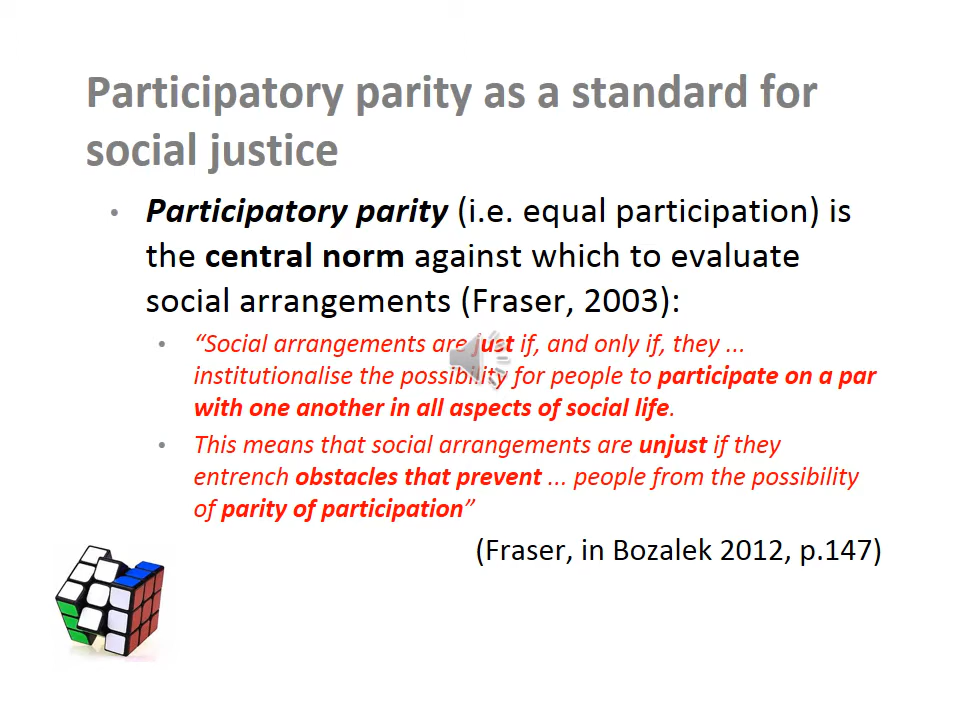 Participatory parity as a standard for
social justice
• Participatory parity (i.e. equal participation) is
the central norm against which to evaluate
social arrangements (Fraser, 2003):
• “Social arrangements are just if, and only if, they ...
institutionalise the possibility for people to participate on a par
with one another in all aspects of social life.
• This means that social arrangements are unjust if they
entrench obstacles that prevent ... people from the possibility
of parity of participation”
(Fraser, in Bozalek 2012, p.147)